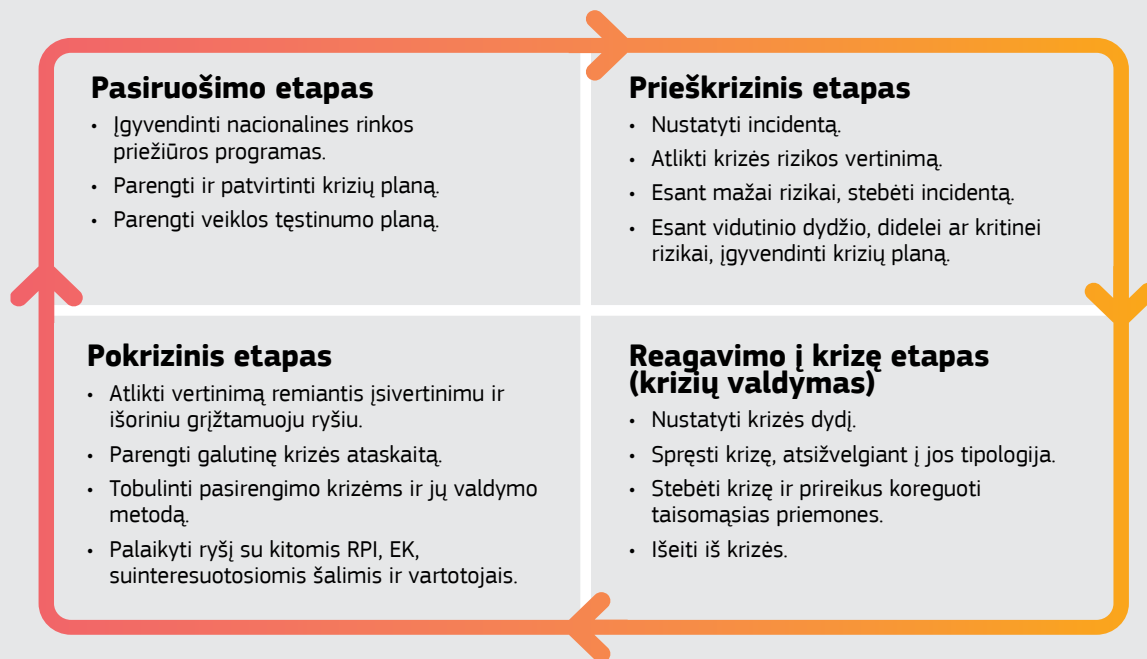 Pasiruošimo etapas
• Įgyvendinti nacionalines rinkos
priežiūros programas.
• Parengti ir patvirtinti krizių planą.
• Parengti veiklos tęstinumo planą.
Prieškrizinis etapas
• Nustatyti incidentą.
• Atlikti krizės rizikos vertinimą.
• Esant mažai rizikai, stebėti incidentą.
• Esant vidutinio dydžio, didelei ar kritinei
rizikai, įgyvendinti krizių planą.
Pokrizinis etapas
• Atlikti vertinimą remiantis įsivertinimu ir
išoriniu grįžtamuoju ryšiu.
• Parengti galutinę krizės ataskaitą.
• Tobulinti pasirengimo krizėms ir jų valdymo
metodą.
• Palaikyti ryšį su kitomis RPI, EK,
suinteresuotosiomis šalimis ir vartotojais.
Reagavimo į krizę etapas
(krizių valdymas)
• Nustatyti krizės dydį.
• Spręsti krizę, atsižvelgiant į jos tipologija.
• Stebėti krizę ir prireikus koreguoti
taisomąsias priemones.
• Išeiti iš krizės.